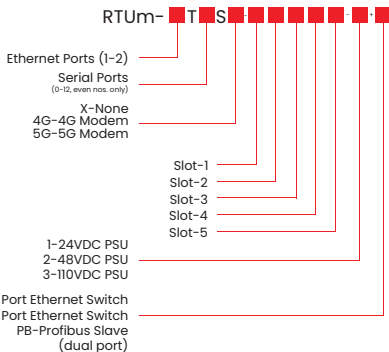 RTUm- T S - - +
Ethernet Ports (1-2)
Serial Ports
(0-12, even nos. only)
X-None
4G-4G Modem
5G-5G Modem
Slot-1
Slot-2
Slot-3
Slot-4
Slot-5
1-24VDC PSU
2-48VDC PSU
3-110VDC PSU
Port Ethernet Switch
Port Ethernet Switch
PB-Profibus Slave
(dual port)